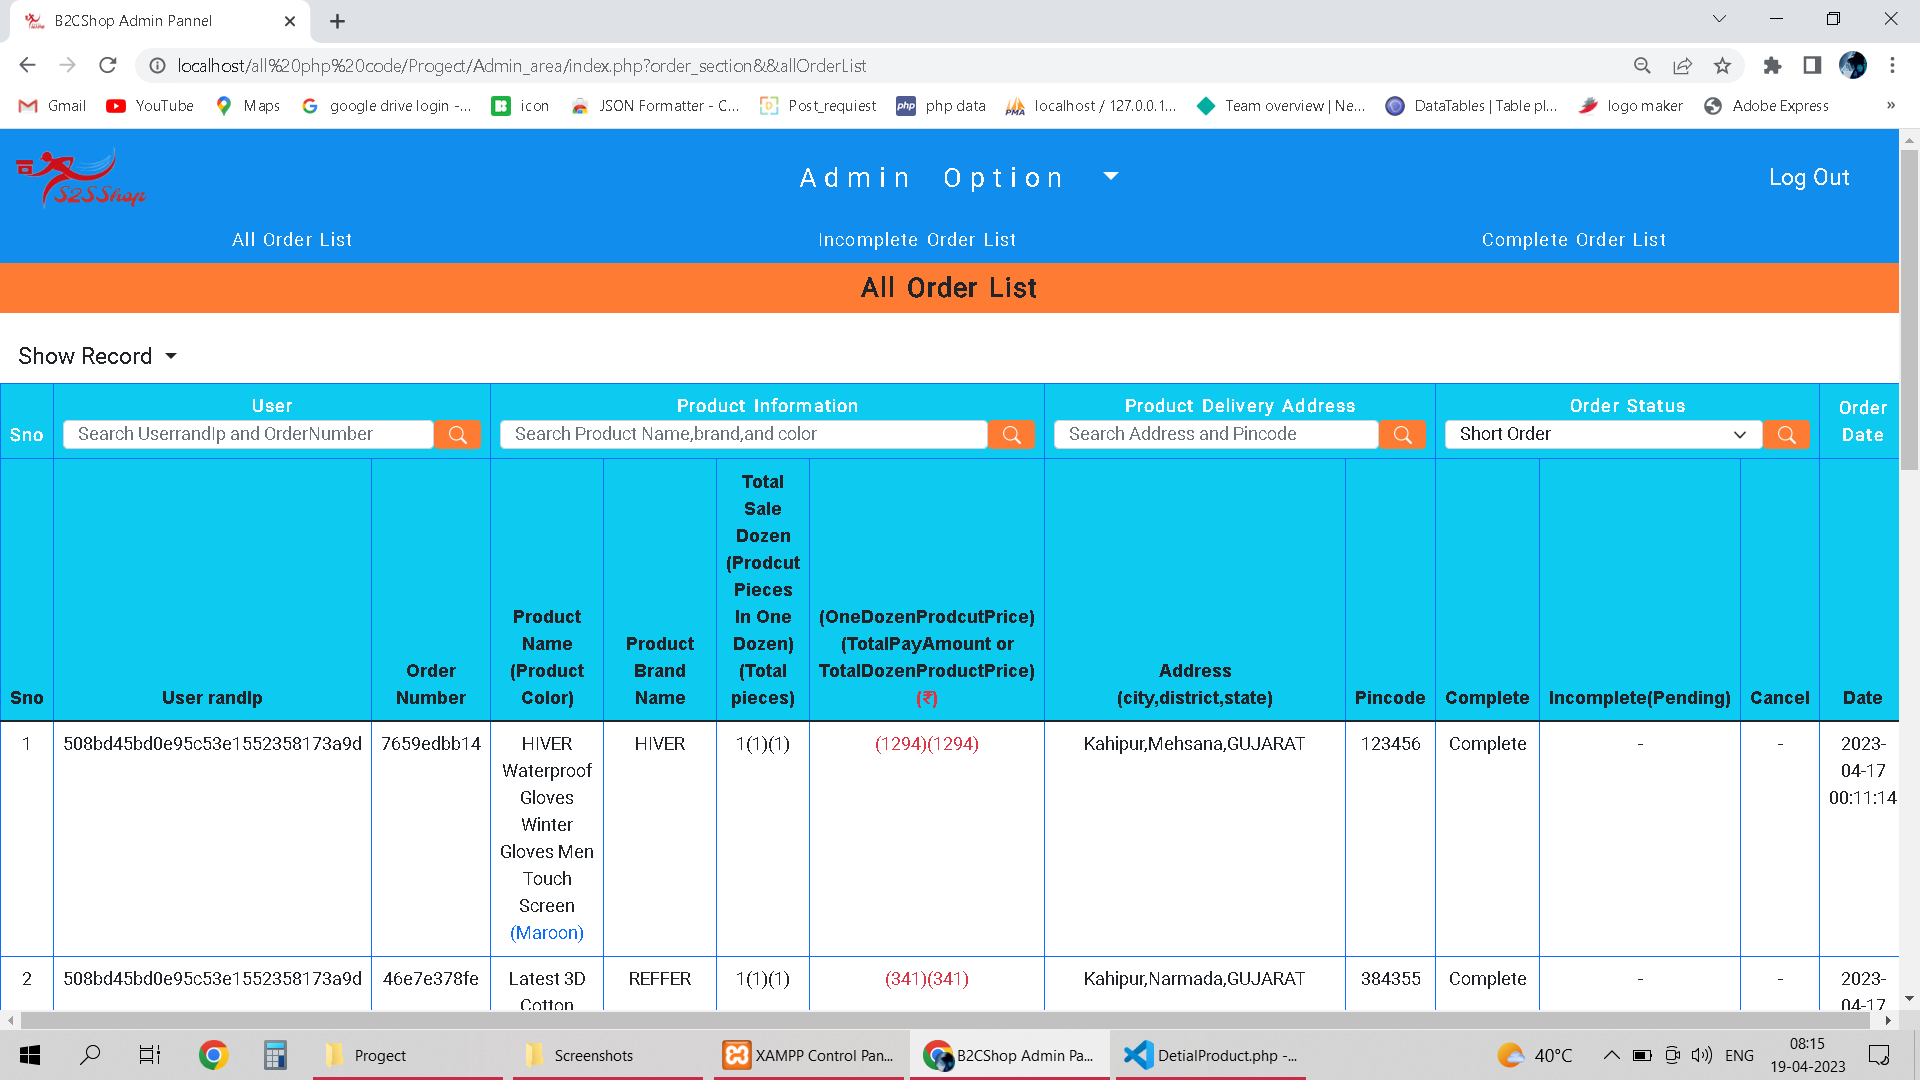 B2CShop Admin Pannel
localhost/all%20php%20code/Progect/Admin_area/index.php?order_section&&allOrderList
Gmail YouTube Maps google drive login -... icon JSON Formatter - C... Post_requiest php data localhost / 127.0.0.1... Team overview | Ne... DataTables | Table pl... logo maker Adobe Express »
S2SShop
Admin Option
Log Out
All Order List Incomplete Order List Complete Order List
All Order List
Show Record
Sno User Product Information Product Delivery Address Order Status Order Date
Search UserrandIp and OrderNumber Search Product Name,brand,and color Search Address and Pincode Short Order
Sno
User randIp
Order
Number
Product
Name
(Product
Color)
Product
Brand
Name
Total
Sale
Dozen
(Prodcut
Pieces
In One
Dozen)
(Total
pieces)
(OneDozenProdcutPrice)
(TotalPayAmount or
TotalDozenProductPrice)
(₹)
Address
(city,district,state)
Pincode
Complete
Incomplete(Pending)
Cancel
Date
1
508bd45bd0e95c53e1552358173a9d
7659edbb14
HIVER
Waterproof
Gloves
Winter
Gloves Men
Touch
Screen
(Maroon)
HIVER
1(1)(1)
(1294)(1294)
Kahipur,Mehsana,GUJARAT
123456
Complete
-
-
2023-
04-17
00:11:14
2
508bd45bd0e95c53e1552358173a9d
46e7e378fe
Latest 3D
Cotton
REFFER
1(1)(1)
(341)(341)
Kahipur,Narmada,GUJARAT
384355
Complete
-
-
2023-
04-17
Progect Screenshots XAMPP Control Pan... B2CShop Admin Pa... DetialProduct.php -...
40°C ENG
08:15
19-04-2023